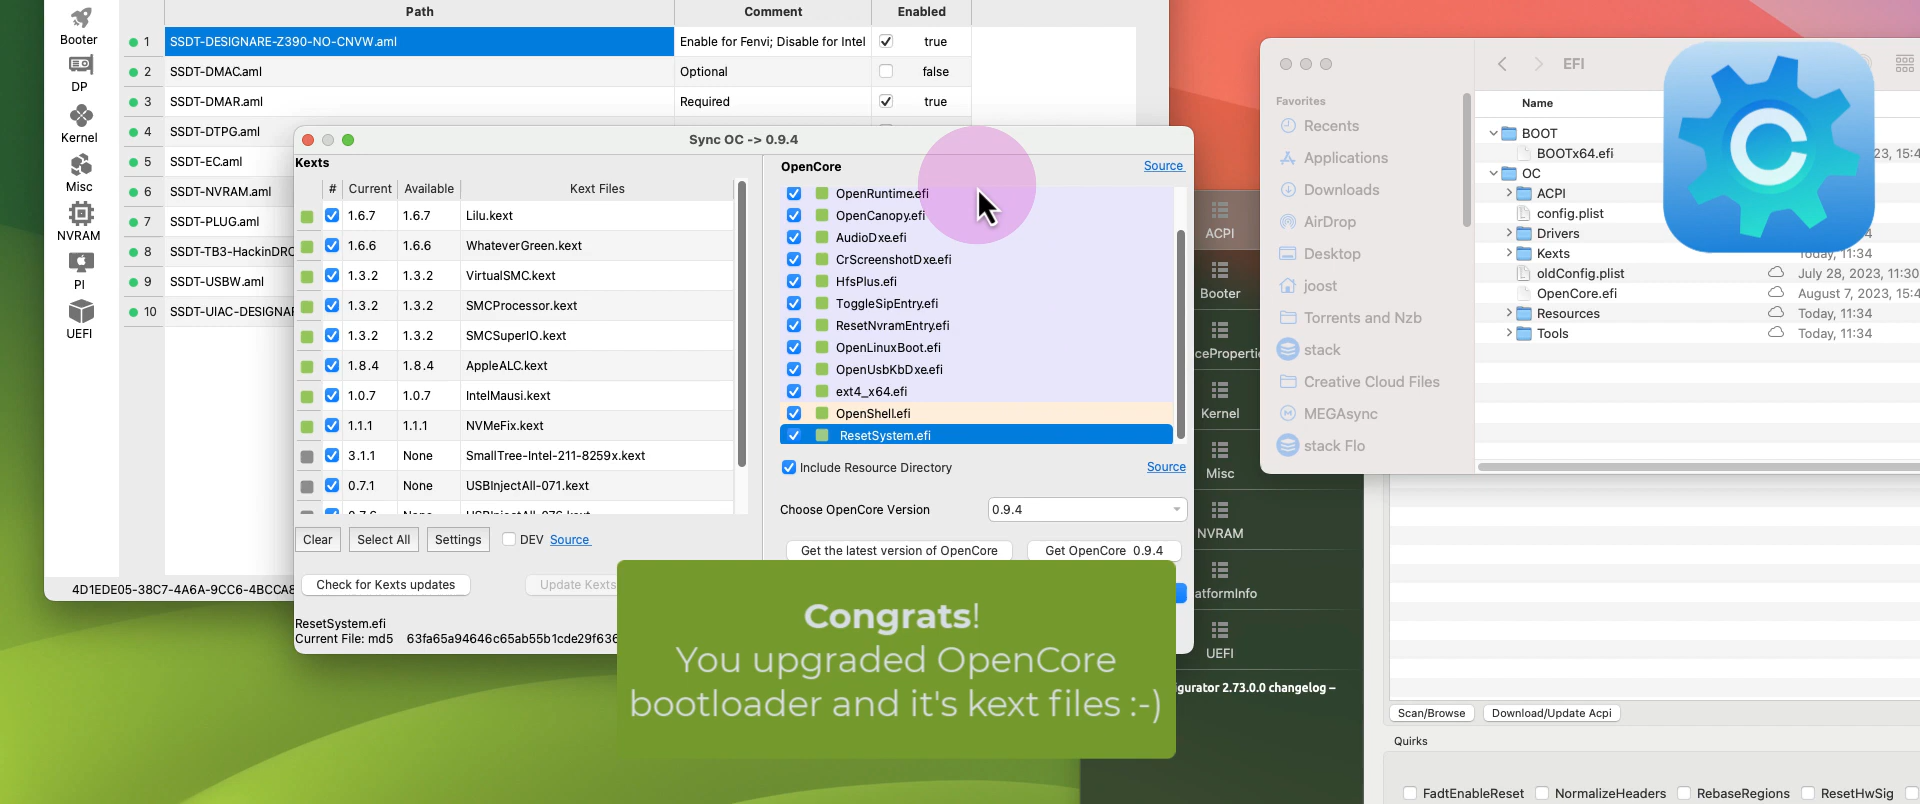 Path Comment Enabled
Booter
DP
Kernel
Misc
NVRAM
PI
UEFI
1 SSDT-DESIGNARE-Z390-NO-CNVW.aml Enable for Fenvi; Disable for Intel true
2 SSDT-DMAC.aml Optional false
3 SSDT-DMAR.aml Required true
4 SSDT-DTPG.aml
5 SSDT-EC.aml
6 SSDT-NVRAM.aml
7 SSDT-PLUG.aml
8 SSDT-TB3-HackinDRO
9 SSDT-USBW.aml
10 SSDT-UIAC-DESIGNA
4D1EDE05-38C7-4A6A-9CC6-4BCCA8
Sync OC -> 0.9.4
Kexts
# Current Available Kext Files
1.6.7 1.6.7 Lilu.kext
1.6.6 1.6.6 WhateverGreen.kext
1.3.2 1.3.2 VirtualSMC.kext
1.3.2 1.3.2 SMCProcessor.kext
1.3.2 1.3.2 SMCSuperIO.kext
1.8.4 1.8.4 AppleALC.kext
1.0.7 1.0.7 IntelMausi.kext
1.1.1 1.1.1 NVMeFix.kext
3.1.1 None SmallTree-Intel-211-8259x.kext
0.7.1 None USBInjectAll-071.kext
Clear Select All Settings DEV Source
Check for Kexts updates Update Kexts
ResetSystem.efi
Current File: md5 63fa65a94646c65ab55b1cde29f636
OpenCore Source
OpenRuntime.efi
OpenCanopy.efi
AudioDxe.efi
CrScreenshotDxe.efi
HfsPlus.efi
ToggleSipEntry.efi
ResetNvramEntry.efi
OpenLinuxBoot.efi
OpenUsbKbDxe.efi
ext4_x64.efi
OpenShell.efi
ResetSystem.efi
Include Resource Directory Source
Choose OpenCore Version 0.9.4
Get the latest version of OpenCore Get OpenCore 0.9.4
Congrats!
You upgraded OpenCore
bootloader and it's kext files :-)
ACPI
Booter
ceProperti
Kernel
Misc
NVRAM
atformInfo
UEFI
gurator 2.73.0.0 changelog –
EFI
Favorites
Recents
Applications
Downloads
AirDrop
Desktop
joost
Torrents and Nzb
stack
Creative Cloud Files
MEGAsync
stack Flo
Name
BOOT
BOOTx64.efi 23, 15:4
OC
ACPI
config.plist
Drivers 4
Kexts Today, 11:34
oldConfig.plist July 28, 2023, 11:30
OpenCore.efi August 7, 2023, 15:4
Resources Today, 11:34
Tools Today, 11:34
Scan/Browse Download/Update Acpi
Quirks
FadtEnableReset NormalizeHeaders RebaseRegions ResetHwSig